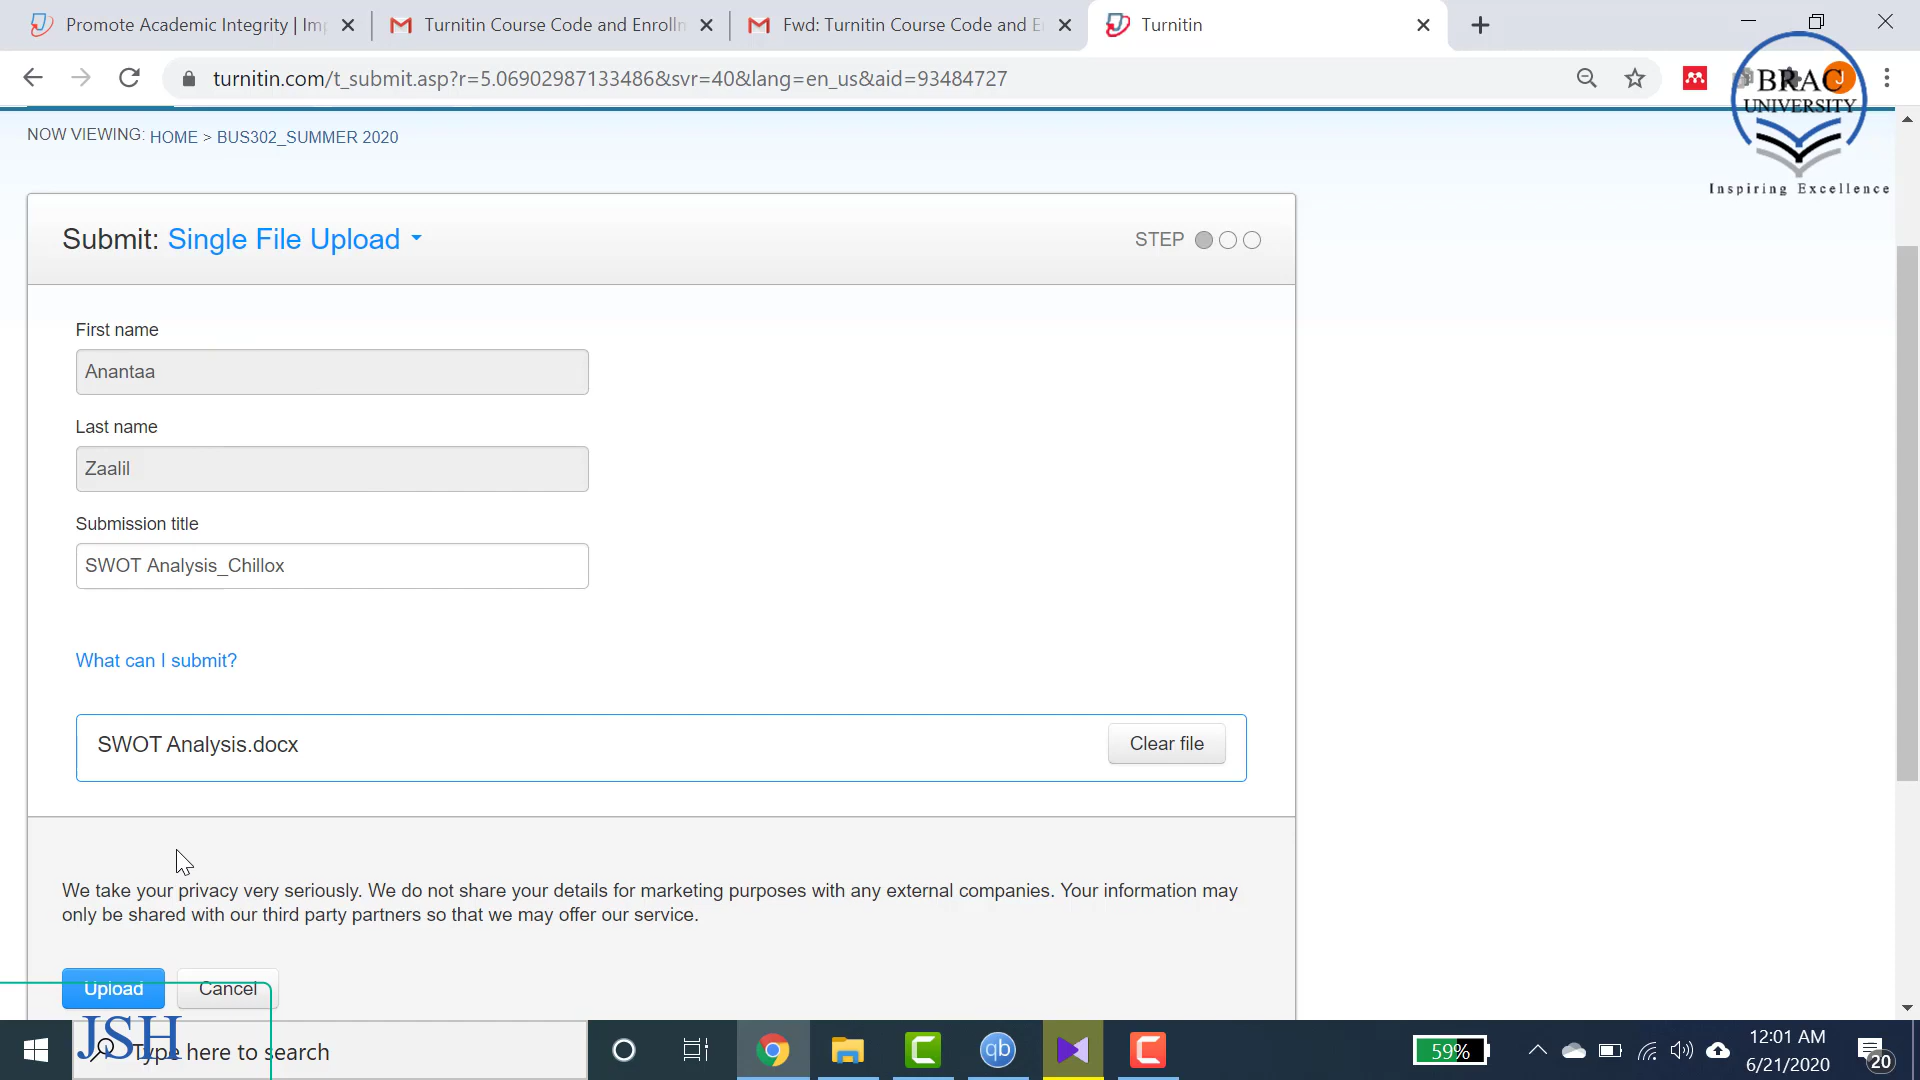 Promote Academic Integrity | Im
Turnitin Course Code and Enrolln
Fwd: Turnitin Course Code and E
Turnitin
turnitin.com/t_submit.asp?r=5.06902987133486&svr=40&lang=en_us&aid=93484727
J
BRAC
UNIVERSITY
Inspiring Excellence
NOW VIEWING: HOME > BUS302_SUMMER 2020
Submit: Single File Upload
STEP
First name
Anantaa
Last name
Zaalil
Submission title
SWOT Analysis_Chillox
What can I submit?
SWOT Analysis.docx
Clear file
We take your privacy very seriously. We do not share your details for marketing purposes with any external companies. Your information may
only be shared with our third party partners so that we may offer our service.
Upload
Cancel
JSH
Type here to search
qb
59%
12:01 AM
6/21/2020
20